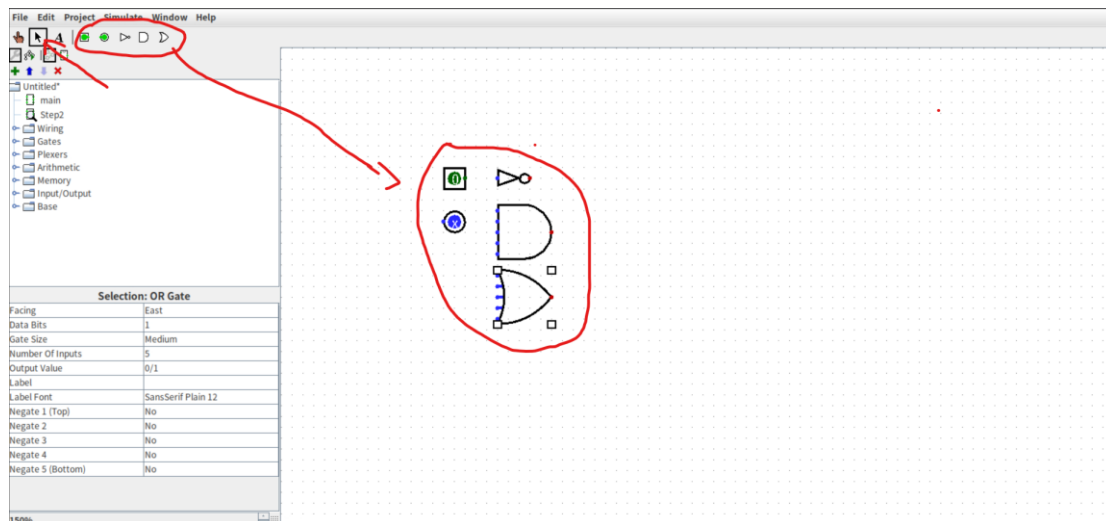 File Edit Project Simulate Window Help
A
Untitled*
main
Step2
Wiring
Gates
Plexers
Arithmetic
Memory
Input/Output
Base
0
x
Selection: OR Gate
Facing East
Data Bits 1
Gate Size Medium
Number Of Inputs 5
Output Value 0/1
Label
Label Font SansSerif Plain 12
Negate 1 (Top) No
Negate 2 No
Negate 3 No
Negate 4 No
Negate 5 (Bottom) No
150%